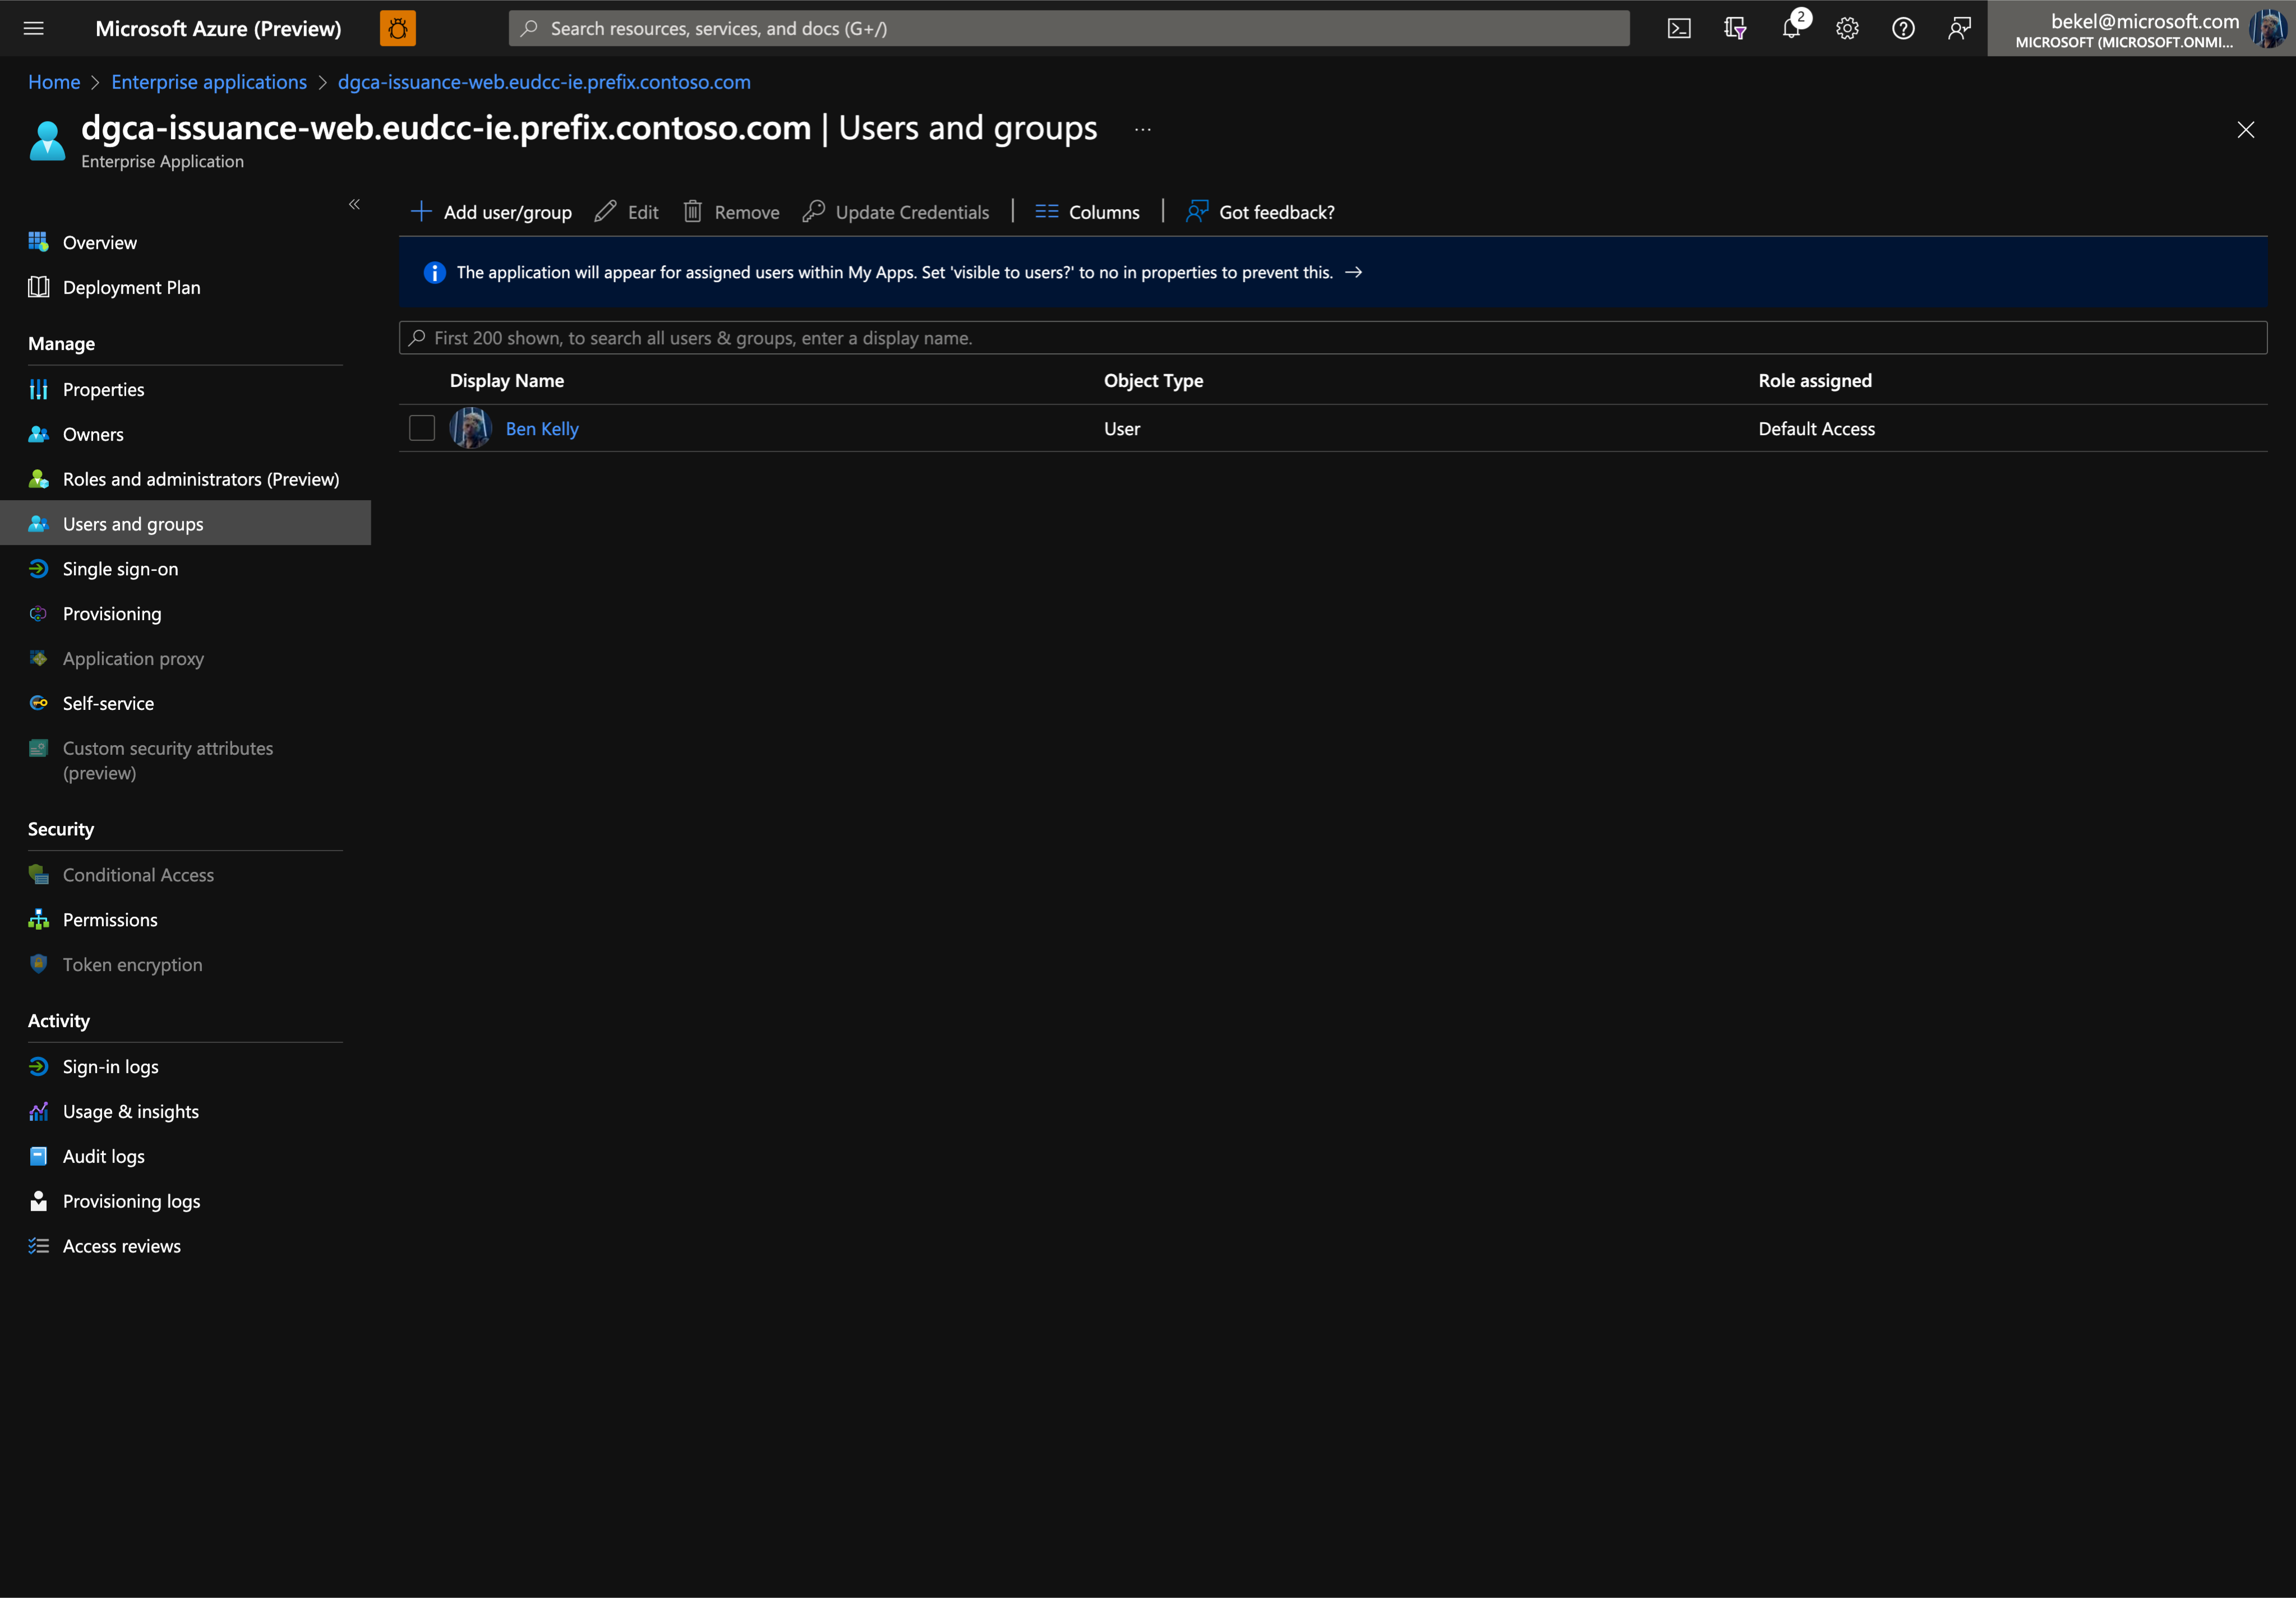 Microsoft Azure (Preview)
Search resources, services, and docs (G+/)
2
bekel@microsoft.com
MICROSOFT (MICROSOFT.ONMI...
Home > Enterprise applications > dgca-issuance-web.eudcc-ie.prefix.contoso.com
dgca-issuance-web.eudcc-ie.prefix.contoso.com | Users and groups ...
Enterprise Application
Overview
Deployment Plan
Manage
Properties
Owners
Roles and administrators (Preview)
Users and groups
Single sign-on
Provisioning
Application proxy
Self-service
Custom security attributes
(preview)
Security
Conditional Access
Permissions
Token encryption
Activity
Sign-in logs
Usage & insights
Audit logs
Provisioning logs
Access reviews
Add user/group Edit Remove Update Credentials | Columns | Got feedback?
The application will appear for assigned users within My Apps. Set 'visible to users?' to no in properties to prevent this. →
First 200 shown, to search all users & groups, enter a display name.
Display Name Object Type Role assigned
Ben Kelly User Default Access